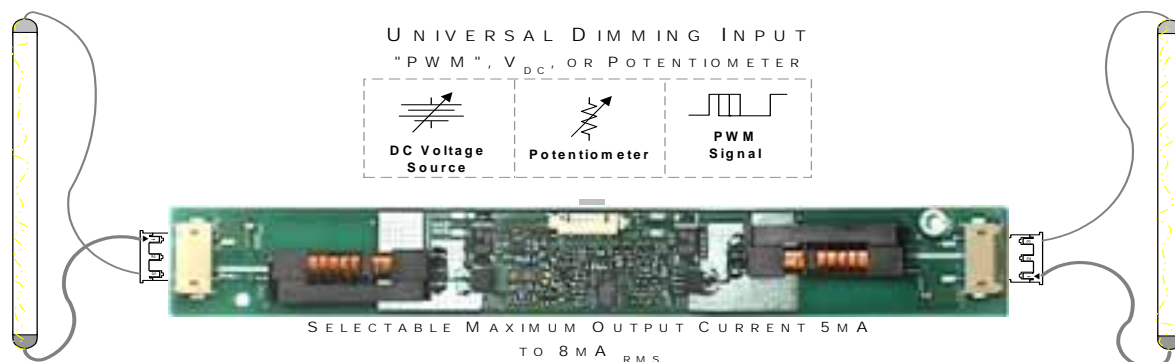 UNIVERSAL DIMMING INPUT
"PWM", VDC, OR POTENTIOMETER
DC Voltage
Source
Potentiometer
PWM
Signal
SELECTABLE MAXIMUM OUTPUT CURRENT 5MA
TO 8MA RMS